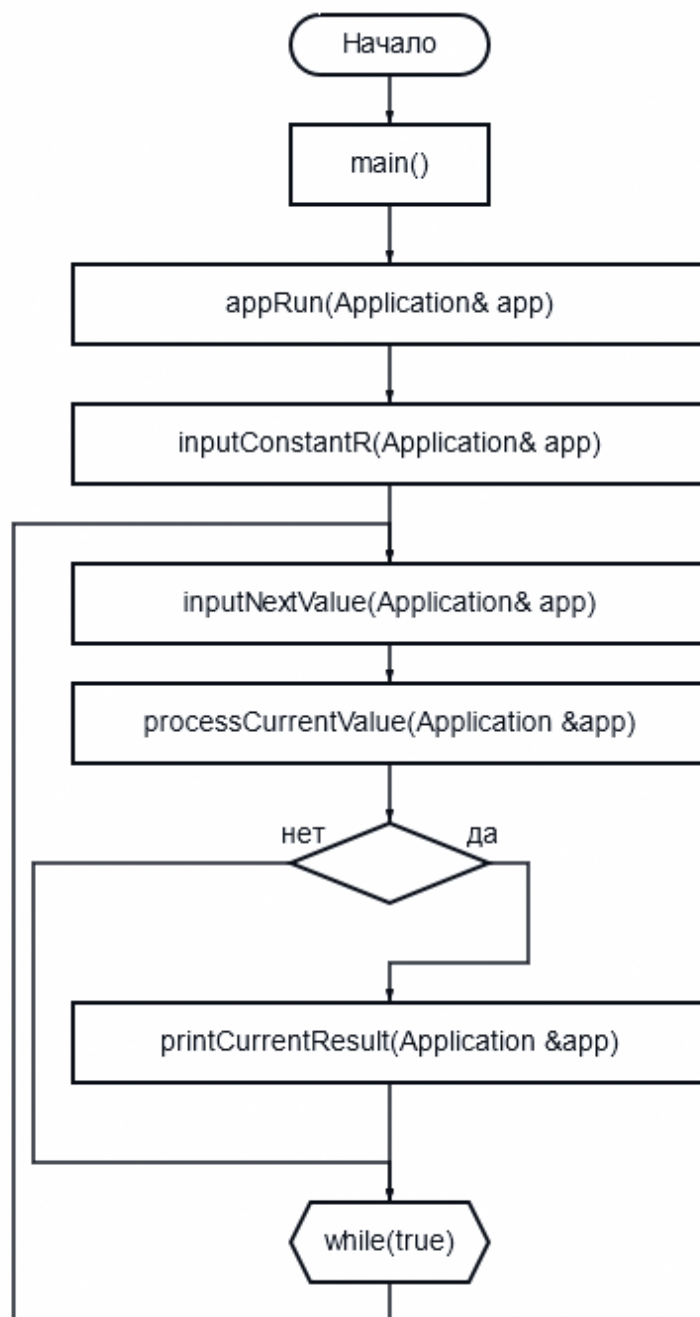 Начало
main()
appRun(Application& app)
inputConstantR(Application& app)
inputNextValue(Application& app)
processCurrentValue(Application &app)
нет
да
printCurrentResult(Application &app)
while(true)